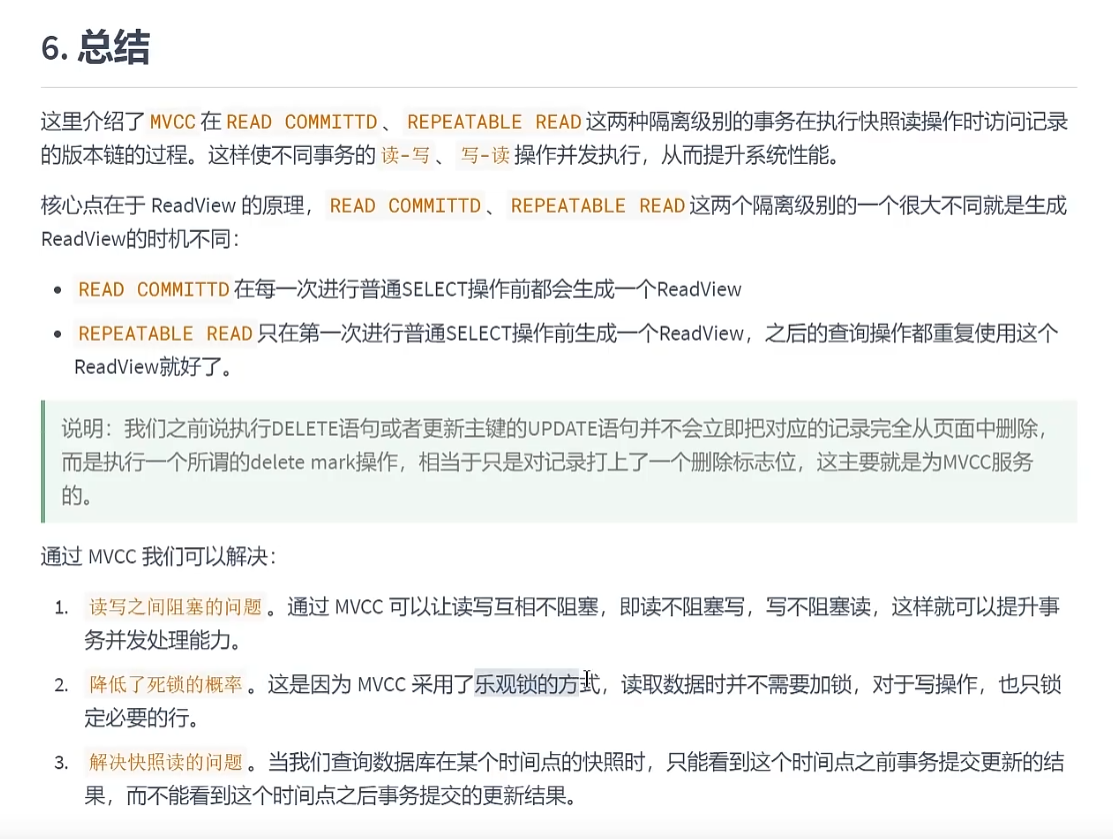 6. 总结
这里介绍了 MVCC 在 READ COMMITTD 、 REPEATABLE READ 这两种隔离级别的事务在执行快照读操作时访问记录
的版本链的过程。这样使不同事务的 读-写 、 写-读 操作并发执行，从而提升系统性能。
核心点在于 ReadView 的原理， READ COMMITTD 、 REPEATABLE READ 这两个隔离级别的一个很大不同就是生成
ReadView的时机不同：
• READ COMMITTD 在每一次进行普通SELECT操作前都会生成一个ReadView
• REPEATABLE READ 只在第一次进行普通SELECT操作前生成一个ReadView，之后的查询操作都重复使用这个
ReadView就好了。
说明：我们之前说执行DELETE语句或者更新主键的UPDATE语句并不会立即把对应的记录完全从页面中删除，
而是执行一个所谓的delete mark操作，相当于只是对记录打上了一个删除标志位，这主要就是为MVCC服务
的。
通过 MVCC 我们可以解决：
1. 读写之间阻塞的问题 。通过 MVCC 可以让读写互相不阻塞，即读不阻塞写，写不阻塞读，这样就可以提升事
务并发处理能力。
2. 降低了死锁的概率 。这是因为 MVCC 采用了乐观锁的方式，读取数据时并不需要加锁，对于写操作，也只锁
定必要的行。
3. 解决快照读的问题 。当我们查询数据库在某个时间点的快照时，只能看到这个时间点之前事务提交更新的结
果，而不能看到这个时间点之后事务提交的更新结果。